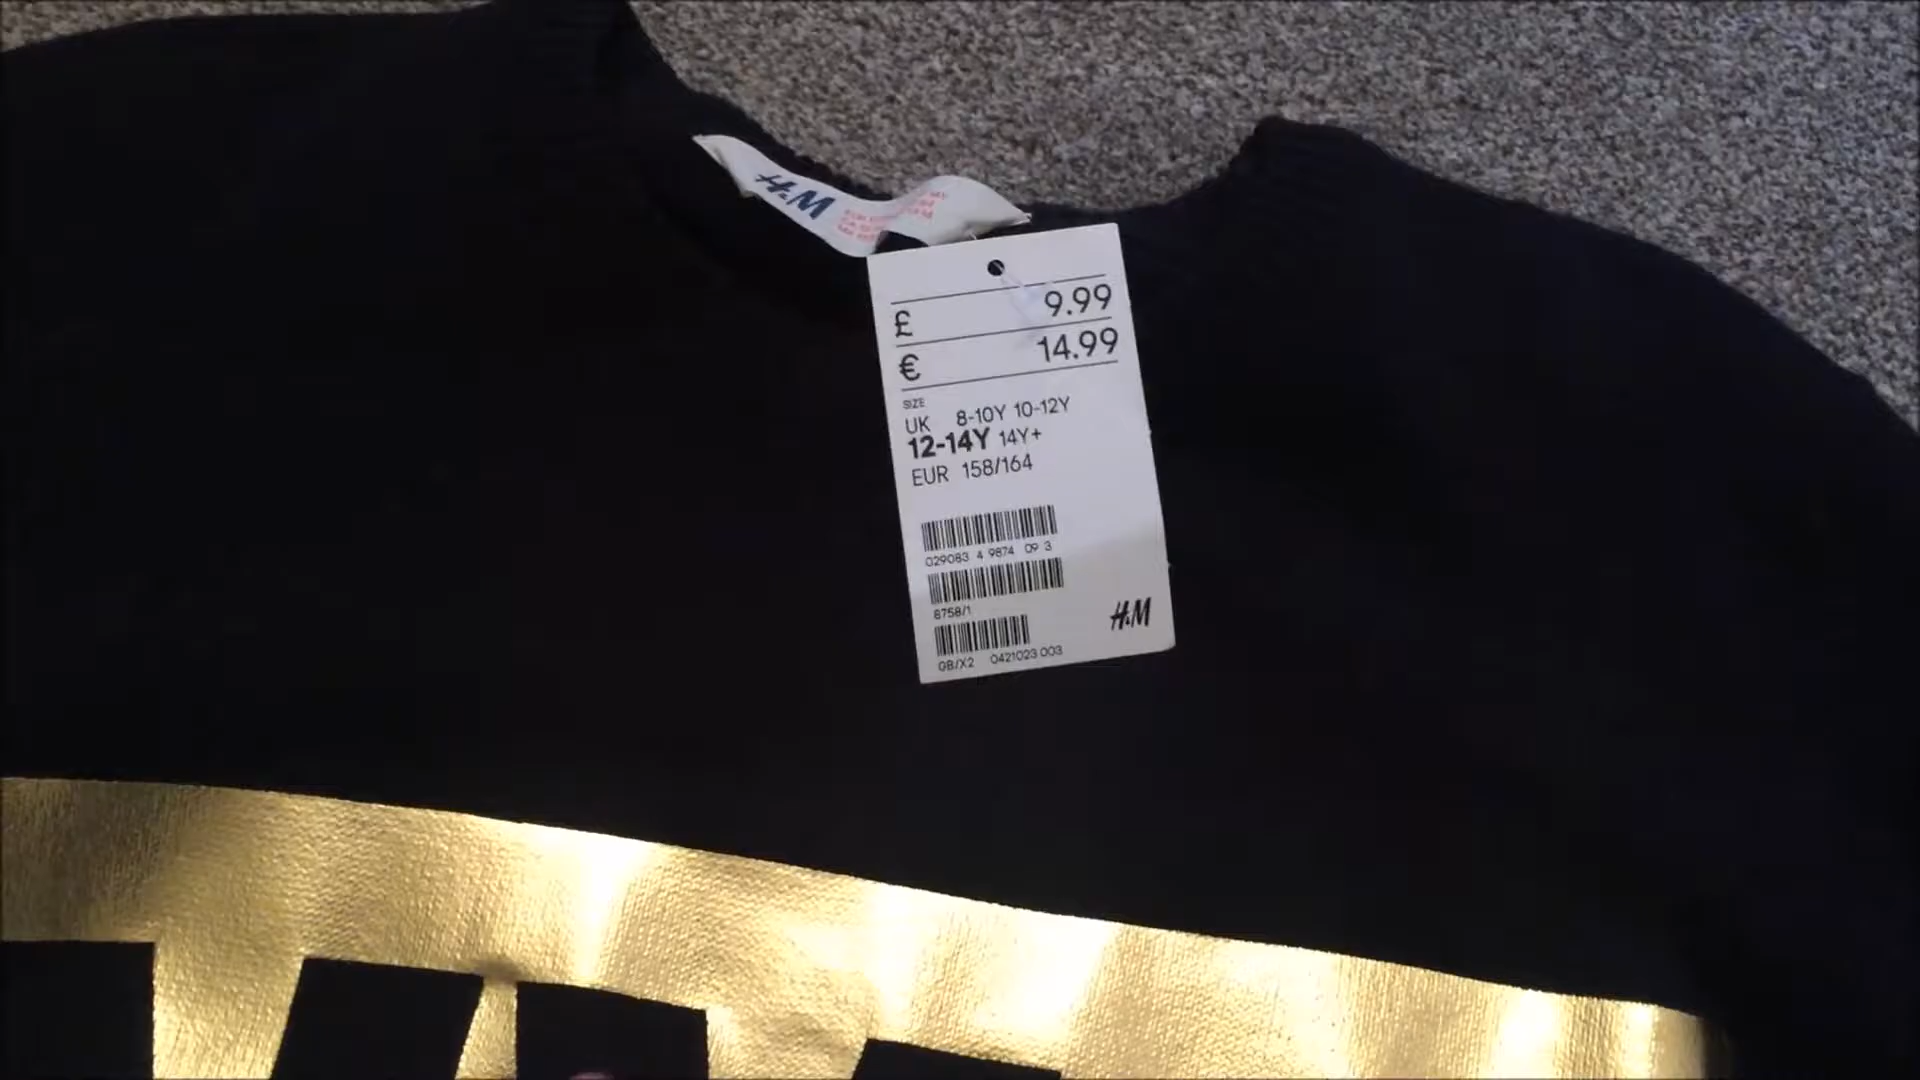 H&M
£ 9.99
€ 14.99
SIZE
UK 8-10Y 10-12Y
12-14Y 14Y+
EUR 158/164
029083 4 9874 09 3
8758/1
H&M
GB/X2 0421023 003